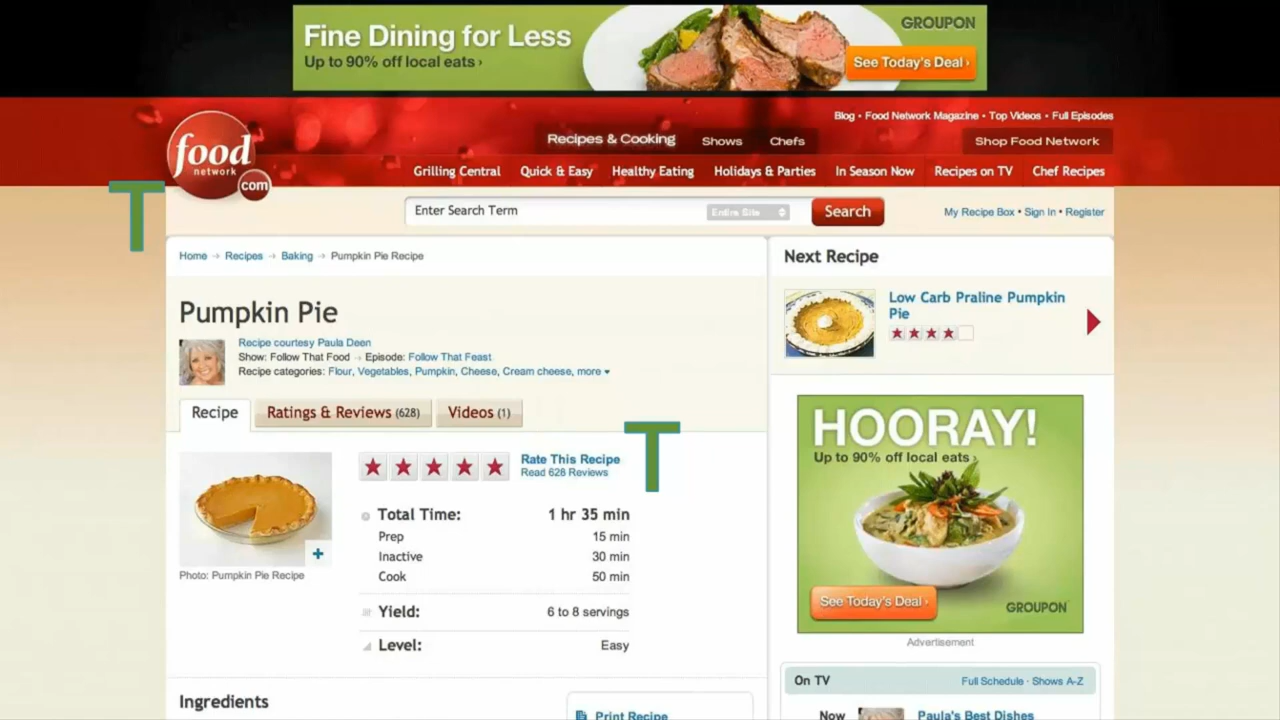 Fine Dining for Less
Up to 90% off local eats ›
GROUPON
See Today's Deal ›
Blog • Food Network Magazine • Top Videos • Full Episodes
food
network
com
Recipes & Cooking
Shows
Chefs
Shop Food Network
Grilling Central
Quick & Easy
Healthy Eating
Holidays & Parties
In Season Now
Recipes on TV
Chef Recipes
T
Enter Search Term
Entire Site
Search
My Recipe Box • Sign In • Register
Home → Recipes → Baking → Pumpkin Pie Recipe
Pumpkin Pie
Recipe courtesy Paula Deen
Show: Follow That Food → Episode: Follow That Feast
Recipe categories: Flour, Vegetables, Pumpkin, Cheese, Cream cheese, more
Recipe
Ratings & Reviews (628)
Videos (1)
T
Rate This Recipe
Read 628 Reviews
Total Time: 1 hr 35 min
Prep 15 min
Inactive 30 min
Cook 50 min
Yield: 6 to 8 servings
Level: Easy
+
Photo: Pumpkin Pie Recipe
Ingredients
Print Recipe
Next Recipe
Low Carb Praline Pumpkin
Pie
HOORAY!
Up to 90% off local eats ›
See Today's Deal ›
GROUPON
Advertisement
On TV
Full Schedule · Shows A-Z
Now
Paula's Best Dishes